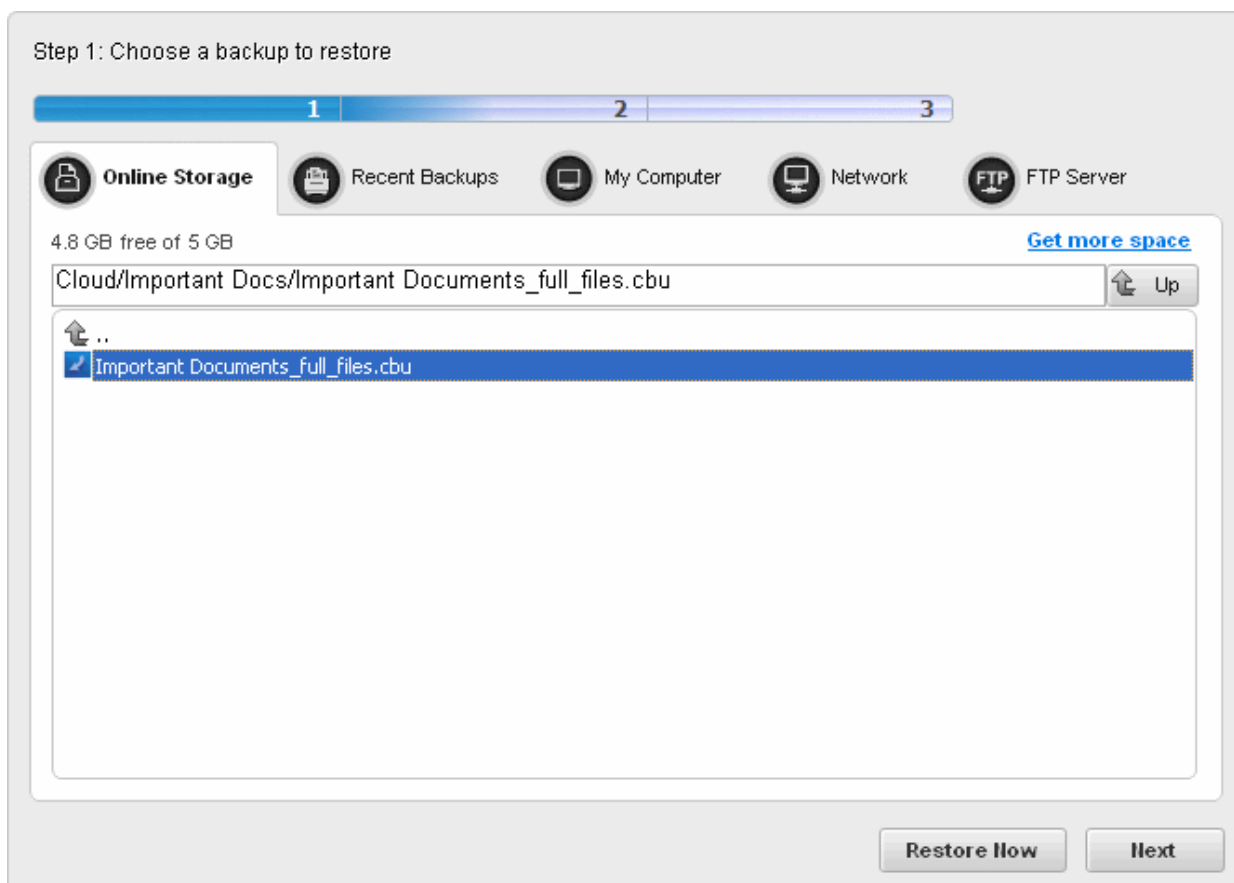 Step 1: Choose a backup to restore
1 2 3
Online Storage Recent Backups My Computer Network FTP FTP Server
4.8 GB free of 5 GB Get more space
Cloud/Important Docs/Important Documents_full_files.cbu Up
..
Important Documents_full_files.cbu
Restore Now Next